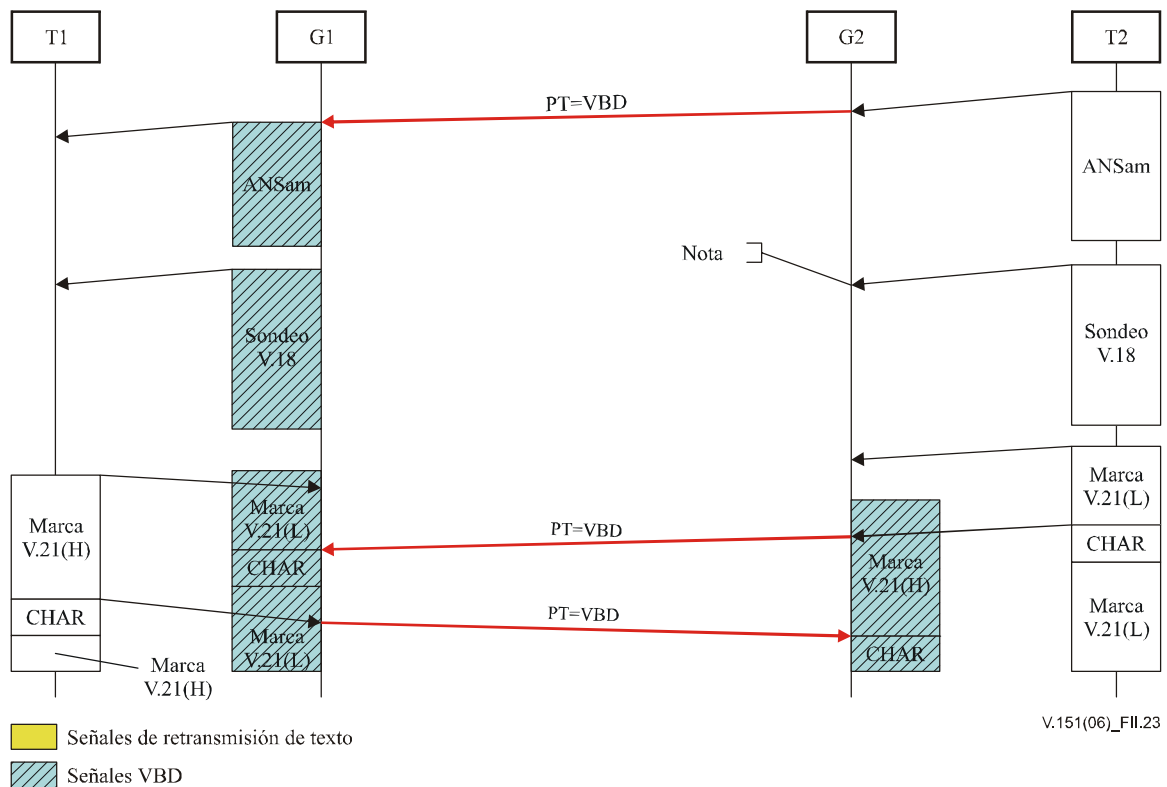 T1
G1
G2
T2
PT=VBD
ANSam
ANSam
Nota
Sondeo
V.18
Sondeo
V.18
Marca
V.21(H)
Marca
V.21(L)
PT=VBD
Marca
V.21(H)
Marca
V.21(L)
CHAR
CHAR
CHAR
PT=VBD
Marca
V.21(L)
CHAR
Marca
V.21(L)
Marca
V.21(H)
V.151(06)_FII.23
Señales de retransmisión de texto
Señales VBD